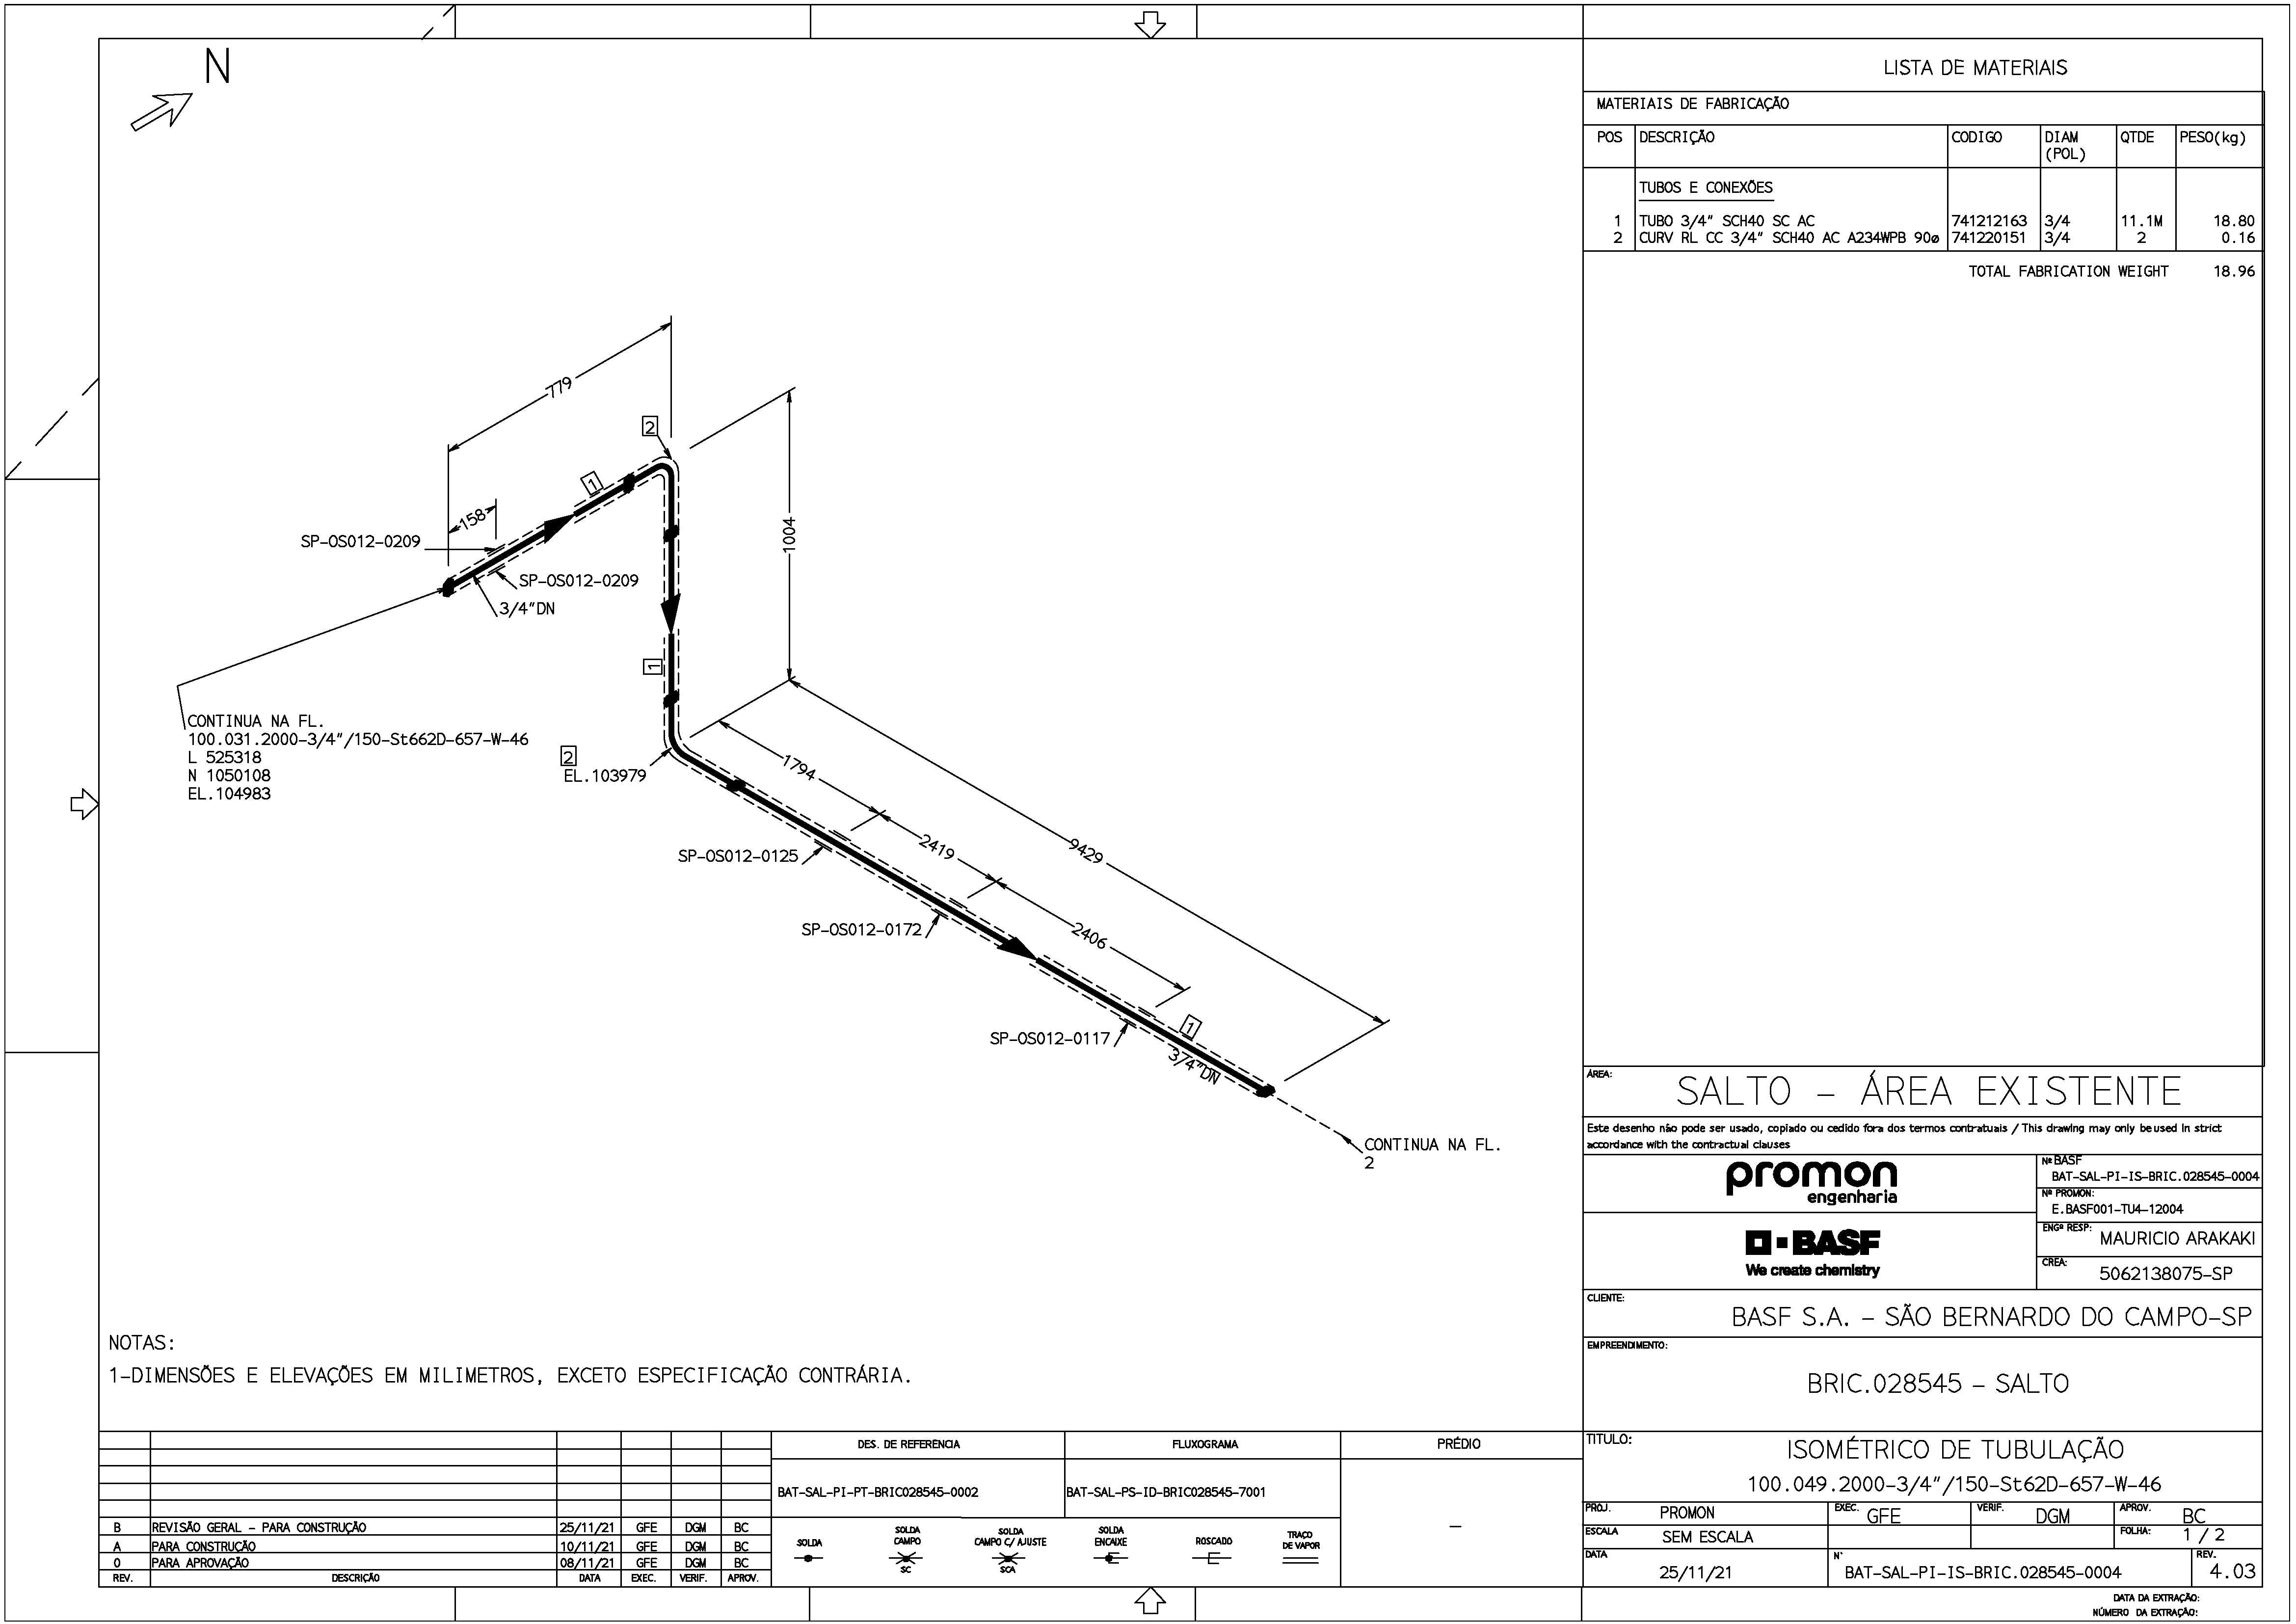 N
779
2
1
158
SP-OS012-0209
SP-OS012-0209
3/4"DN
1004
1
CONTINUA NA FL.
100.031.2000-3/4"/150-St662D-657-W-46
L 525318
N 1050108
EL.104983
2
EL.103979
1794
2419
9429
2406
SP-OS012-0125
SP-OS012-0172
SP-OS012-0117
1
3/4"DN
CONTINUA NA FL.
2
NOTAS:
1-DIMENSÕES E ELEVAÇÕES EM MILIMETROS, EXCETO ESPECIFICAÇÃO CONTRÁRIA.
LISTA DE MATERIAIS
MATERIAIS DE FABRICAÇÃO
POS DESCRIÇÃO CODIGO DIAM (POL) QTDE PESO(kg)
TUBOS E CONEXÕES
1 TUBO 3/4" SCH40 SC AC 741212163 3/4 11.1M 18.80
2 CURV RL CC 3/4" SCH40 AC A234WPB 90ø 741220151 3/4 2 0.16
TOTAL FABRICATION WEIGHT 18.96
ÁREA:
SALTO - ÁREA EXISTENTE
Este desenho não pode ser usado, copiado ou cedido fora dos termos contratuais / This drawing may only be used in strict
accordance with the contractual clauses
promon
engenharia
Nº BASF
BAT-SAL-PI-IS-BRIC.028545-0004
Nº PROMON:
E.BASF001-TU4-12004
BASF
We create chemistry
ENGº RESP:
MAURICIO ARAKAKI
CREA:
5062138075-SP
CLIENTE:
BASF S.A. - SÃO BERNARDO DO CAMPO-SP
EMPREENDIMENTO:
BRIC.028545 - SALTO
TITULO:
ISOMÉTRICO DE TUBULAÇÃO
100.049.2000-3/4"/150-St62D-657-W-46
PROJ. PROMON EXEC. GFE VERIF. DGM APROV. BC
ESCALA SEM ESCALA FOLHA: 1 / 2
DATA 25/11/21 N° BAT-SAL-PI-IS-BRIC.028545-0004 REV. 4.03
DATA DA EXTRAÇÃO:
NÚMERO DA EXTRAÇÃO:
B REVISÃO GERAL - PARA CONSTRUÇÃO 25/11/21 GFE DGM BC
A PARA CONSTRUÇÃO 10/11/21 GFE DGM BC
0 PARA APROVAÇÃO 08/11/21 GFE DGM BC
REV. DESCRIÇÃO DATA EXEC. VERIF. APROV.
DES. DE REFERÊNCIA FLUXOGRAMA PRÉDIO
BAT-SAL-PI-PT-BRIC028545-0002 BAT-SAL-PS-ID-BRIC028545-7001
-
SOLDA
SOLDA CAMPO
SC
SOLDA CAMPO C/ AJUSTE
SCA
SOLDA ENCAIXE
ROSCADO
TRAÇO DE VAPOR